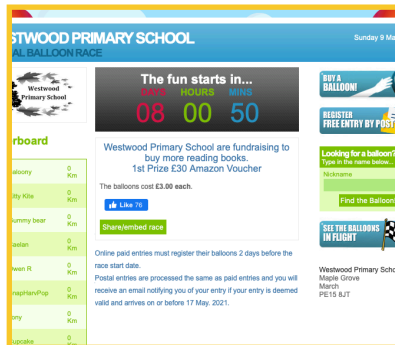 STWOOD PRIMARY SCHOOL
AL BALLOON RACE
Sunday 9 Ma
Westwood
Primary School
The fun starts in...
DAYS HOURS MINS
08 00 50
BUY A
BALLOON!
REGISTER
FREE ENTRY BY POST
rboard
aloony 0 Km
itty Kite 0 Km
ummy bear 0 Km
aelan 0 Km
wan R 0 Km
napHarvPop 0 Km
ony 0 Km
upcake 0 Km
Westwood Primary School are fundraising to
buy more reading books.
1st Prize £30 Amazon Voucher
The balloons cost £3.00 each.
Like 76
Share/embed race
Online paid entries must register their balloons 2 days before the
race start date.
Postal entries are processed the same as paid entries and you will
receive an email notifying you of your entry if your entry is deemed
valid and arrives on or before 17 May. 2021.
Looking for a balloon?
Type in the name below...
Nickname
Find the Balloon
SEE THE BALLOONS
IN FLIGHT
Westwood Primary Scho
Maple Grove
March
PE15 8JT